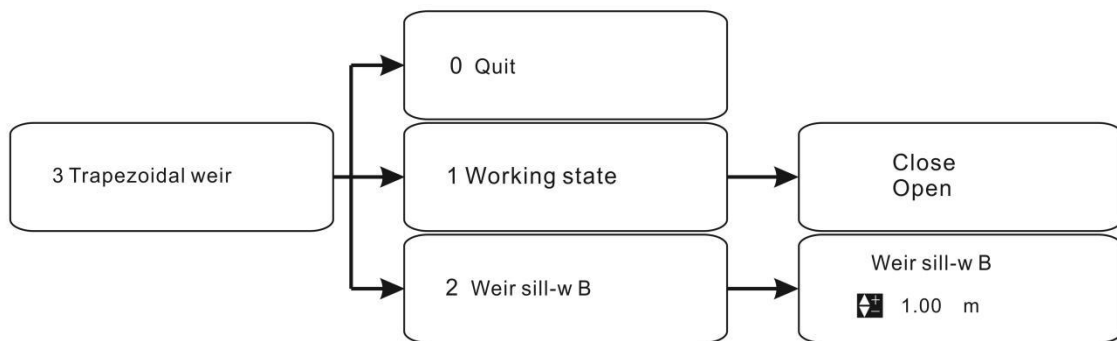 0 Quit
3 Trapezoidal weir
1 Working state
Close
Open
2 Weir sill-w B
Weir sill-w B
+
−
1.00 m